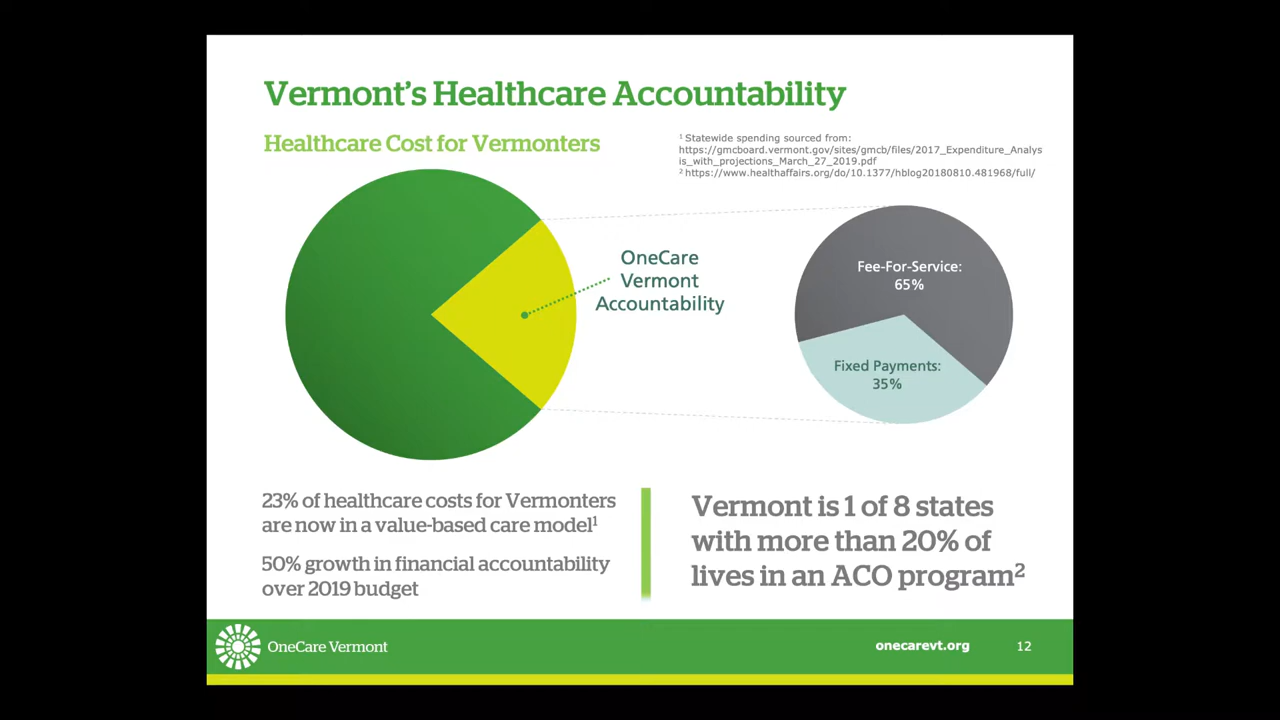 Vermont's Healthcare Accountability
Healthcare Cost for Vermonters
¹ Statewide spending sourced from:
https://gmcboard.vermont.gov/sites/gmcb/files/2017_Expenditure_Analys
is_with_projections_March_27_2019.pdf
² https://www.healthaffairs.org/do/10.1377/hblog20180810.481968/full/
OneCare
Vermont
Accountability
Fee-For-Service:
65%
Fixed Payments:
35%
23% of healthcare costs for Vermonters
are now in a value-based care model¹
50% growth in financial accountability
over 2019 budget
Vermont is 1 of 8 states
with more than 20% of
lives in an ACO program²
OneCare Vermont
onecarevt.org
12